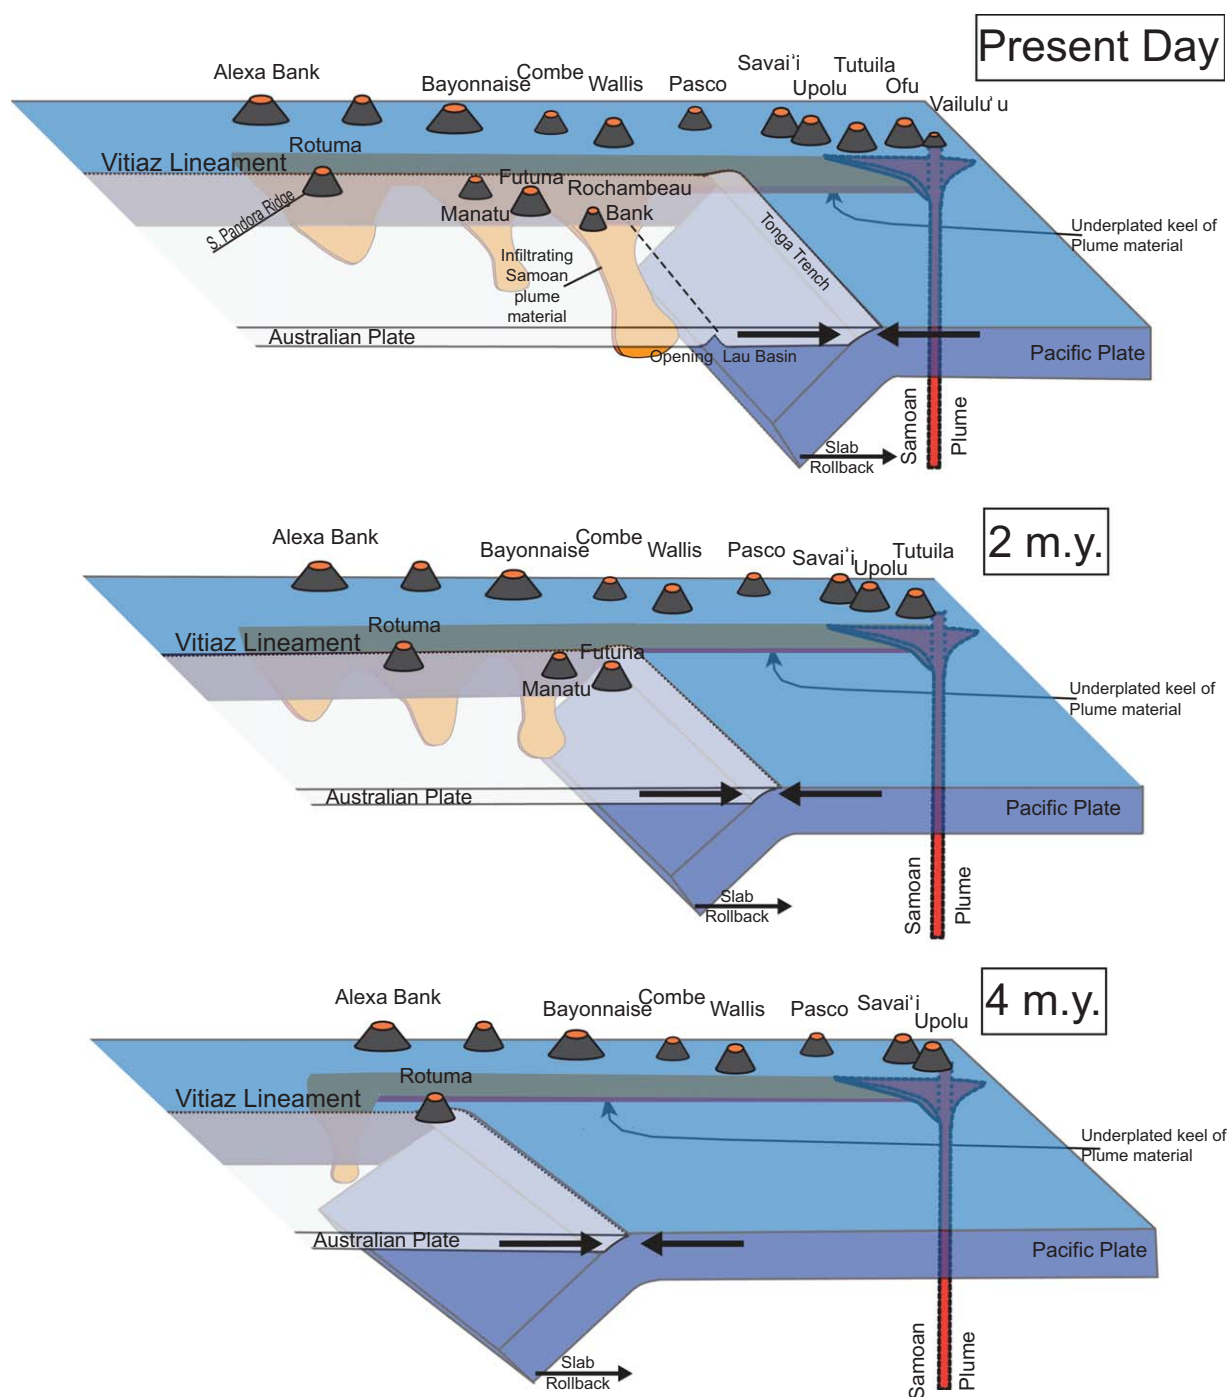 Present Day
Alexa Bank
Bayonnaise
Combe
Wallis
Pasco
Savai'i
Upolu
Tutuila
Ofu
Vailulu'u
Rotuma
Vitiaz Lineament
S. Pandora Ridge
Manatu
Futuna
Rochambeau
Bank
Tonga Trench
Underplated keel of
Plume material
Infiltrating
Samoan
plume
material
Australian Plate
Opening Lau Basin
Pacific Plate
Slab
Rollback
Samoan
Plume
2 m.y.
Alexa Bank
Bayonnaise
Combe
Wallis
Pasco
Savai'i
Upolu
Tutuila
Rotuma
Vitiaz Lineament
Futuna
Manatu
Underplated keel of
Plume material
Australian Plate
Pacific Plate
Slab
Rollback
Samoan
Plume
4 m.y.
Alexa Bank
Bayonnaise
Combe
Wallis
Pasco
Savai'i
Upolu
Rotuma
Vitiaz Lineament
Underplated keel of
Plume material
Australian Plate
Pacific Plate
Slab
Rollback
Samoan
Plume